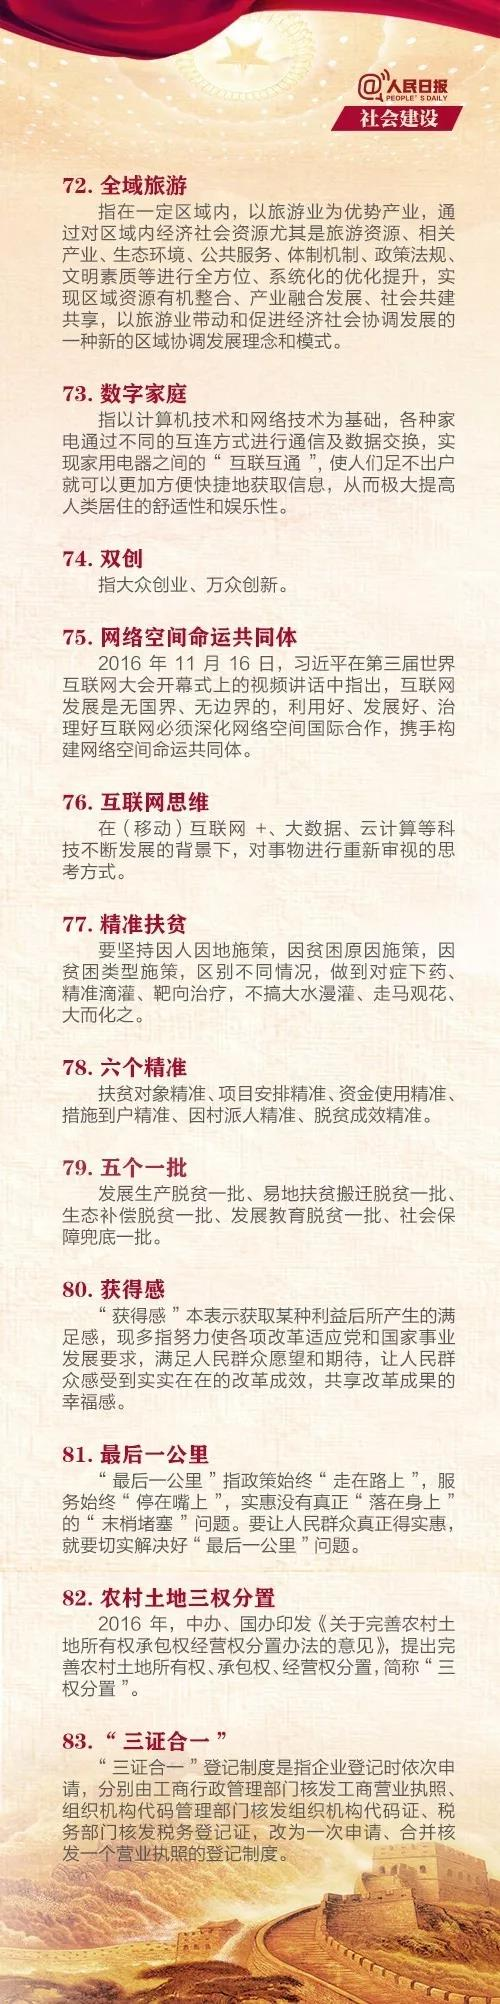 @人民日报
PEOPLE'S DAILY
社会建设
72. 全域旅游
指在一定区域内，以旅游业为优势产业，通
过对区域内经济社会资源尤其是旅游资源、相关
产业、生态环境、公共服务、体制机制、政策法规、
文明素质等进行全方位、系统化的优化提升，实
现区域资源有机整合、产业融合发展、社会共建
共享，以旅游业带动和促进经济社会协调发展的
一种新的区域协调发展理念和模式。
73. 数字家庭
指以计算机技术和网络技术为基础，各种家
电通过不同的互连方式进行通信及数据交换，实
现家用电器之间的“互联互通”，使人们足不出户
就可以更加方便快捷地获取信息，从而极大提高
人类居住的舒适性和娱乐性。
74. 双创
指大众创业、万众创新。
75. 网络空间命运共同体
2016 年 11 月 16 日，习近平在第三届世界
互联网大会开幕式上的视频讲话中指出，互联网
发展是无国界、无边界的，利用好、发展好、治
理好互联网必须深化网络空间国际合作，携手构
建网络空间命运共同体。
76. 互联网思维
在（移动）互联网 +、大数据、云计算等科
技不断发展的背景下，对事物进行重新审视的思
考方式。
77. 精准扶贫
要坚持因人因地施策，因贫困原因施策，因
贫困类型施策，区别不同情况，做到对症下药、
精准滴灌、靶向治疗，不搞大水漫灌、走马观花、
大而化之。
78. 六个精准
扶贫对象精准、项目安排精准、资金使用精准、
措施到户精准、因村派人精准、脱贫成效精准。
79. 五个一批
发展生产脱贫一批、易地扶贫搬迁脱贫一批、
生态补偿脱贫一批、发展教育脱贫一批、社会保
障兜底一批。
80. 获得感
“获得感”本表示获取某种利益后所产生的满
足感，现多指努力使各项改革适应党和国家事业
发展要求，满足人民群众愿望和期待，让人民群
众感受到实实在在的改革成效，共享改革成果的
幸福感。
81. 最后一公里
“最后一公里”指政策始终“走在路上”，服
务始终“停在嘴上”，实惠没有真正“落在身上”
的“末梢堵塞”问题。要让人民群众真正得实惠，
就要切实解决好“最后一公里”问题。
82. 农村土地三权分置
2016 年，中办、国办印发《关于完善农村土
地所有权承包权经营权分置办法的意见》，提出完
善农村土地所有权、承包权、经营权分置，简称“三
权分置”。
83. “三证合一”
“三证合一”登记制度是指企业登记时依次申
请，分别由工商行政管理部门核发工商营业执照、
组织机构代码管理部门核发组织机构代码证、税
务部门核发税务登记证，改为一次申请、合并核
发一个营业执照的登记制度。